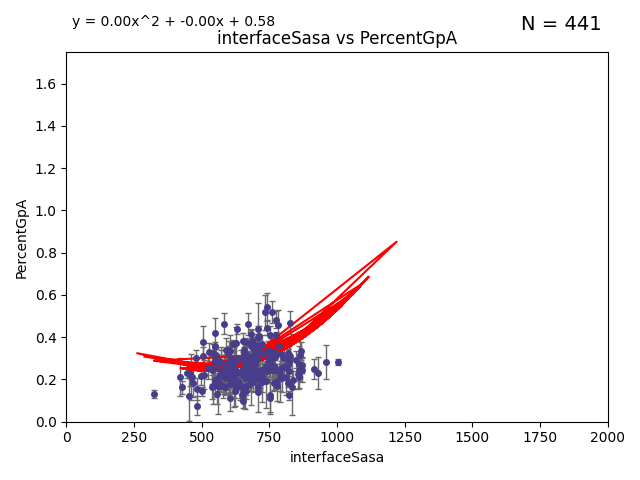 y = 0.00x^2 + -0.00x + 0.58
N = 441
interfaceSasa vs PercentGpA
PercentGpA
1.6
1.4
1.2
1.0
0.8
0.6
0.4
0.2
0.0
0 250 500 750 1000 1250 1500 1750 2000
interfaceSasa